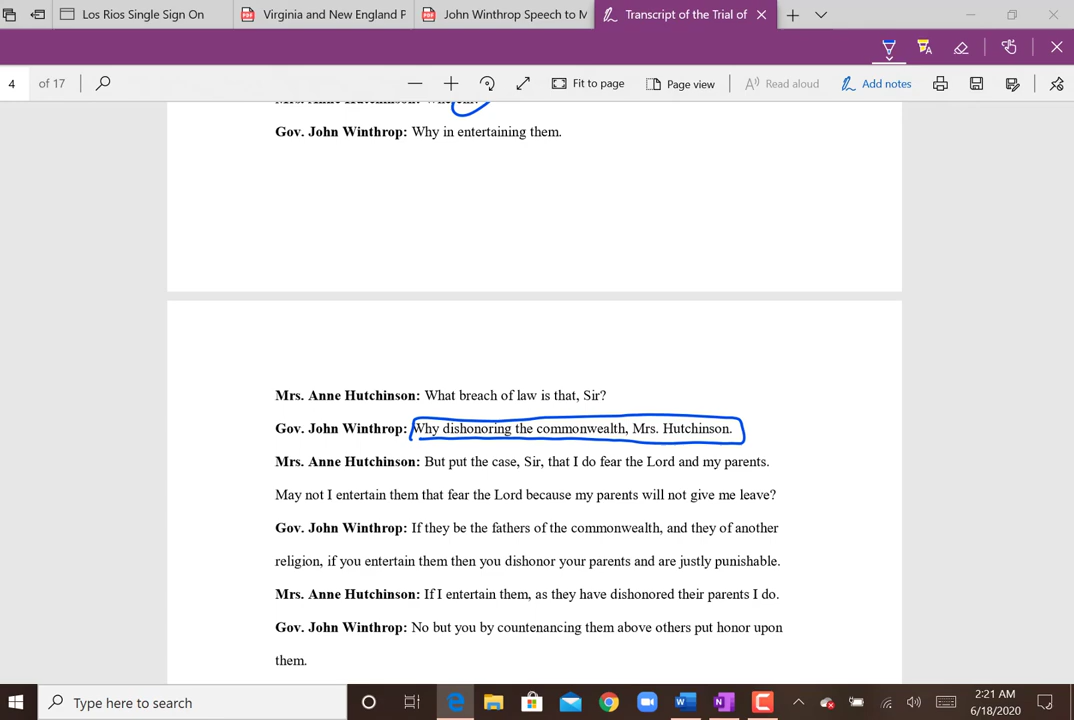 Los Rios Single Sign On
Virginia and New England P
John Winthrop Speech to M
Transcript of the Trial of
4 of 17
Fit to page
Page view
Read aloud
Add notes
Mrs. Anne Hutchinson: Wherein?
Gov. John Winthrop: Why in entertaining them.
Mrs. Anne Hutchinson: What breach of law is that, Sir?
Gov. John Winthrop: Why dishonoring the commonwealth, Mrs. Hutchinson.
Mrs. Anne Hutchinson: But put the case, Sir, that I do fear the Lord and my parents.
May not I entertain them that fear the Lord because my parents will not give me leave?
Gov. John Winthrop: If they be the fathers of the commonwealth, and they of another
religion, if you entertain them then you dishonor your parents and are justly punishable.
Mrs. Anne Hutchinson: If I entertain them, as they have dishonored their parents I do.
Gov. John Winthrop: No but you by countenancing them above others put honor upon
them.
Type here to search
2:21 AM
6/18/2020